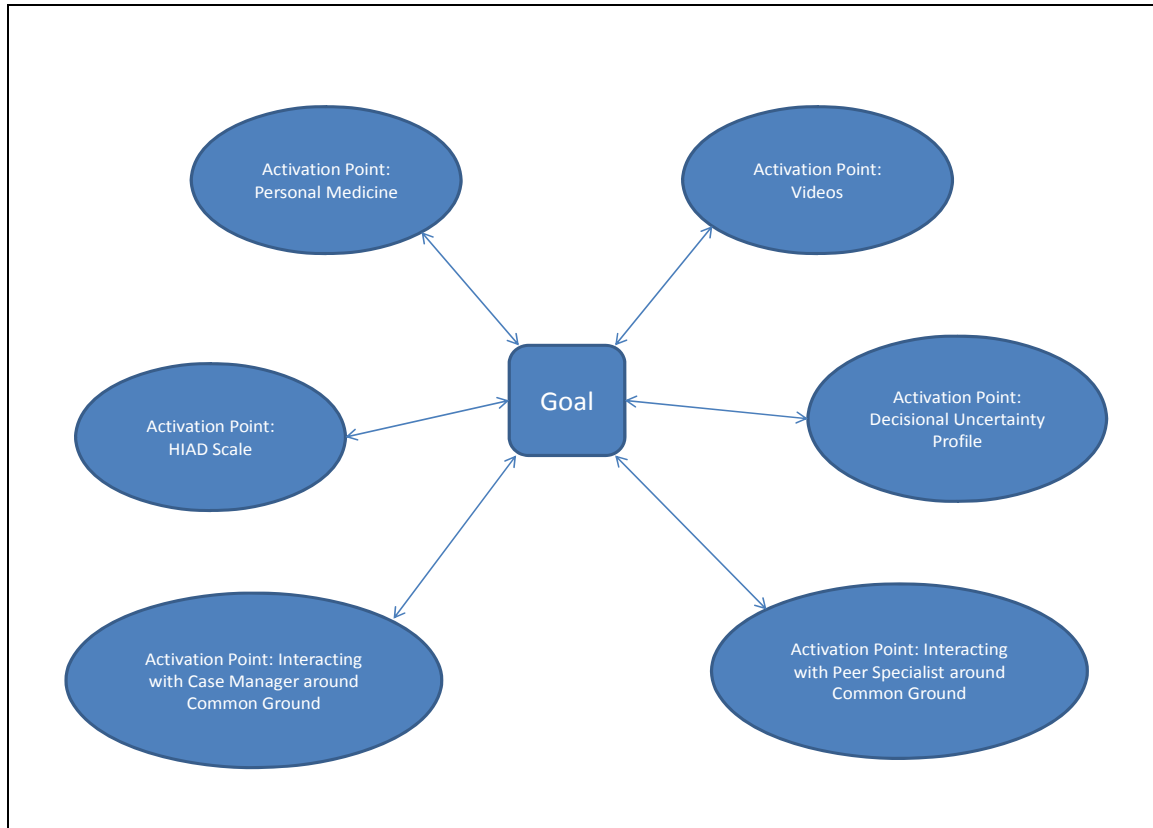 Activation Point:
Personal Medicine
Activation Point:
Videos
Goal
Activation Point:
HIAD Scale
Activation Point:
Decisional Uncertainty
Profile
Activation Point: Interacting
with Case Manager around
Common Ground
Activation Point: Interacting
with Peer Specialist around
Common Ground